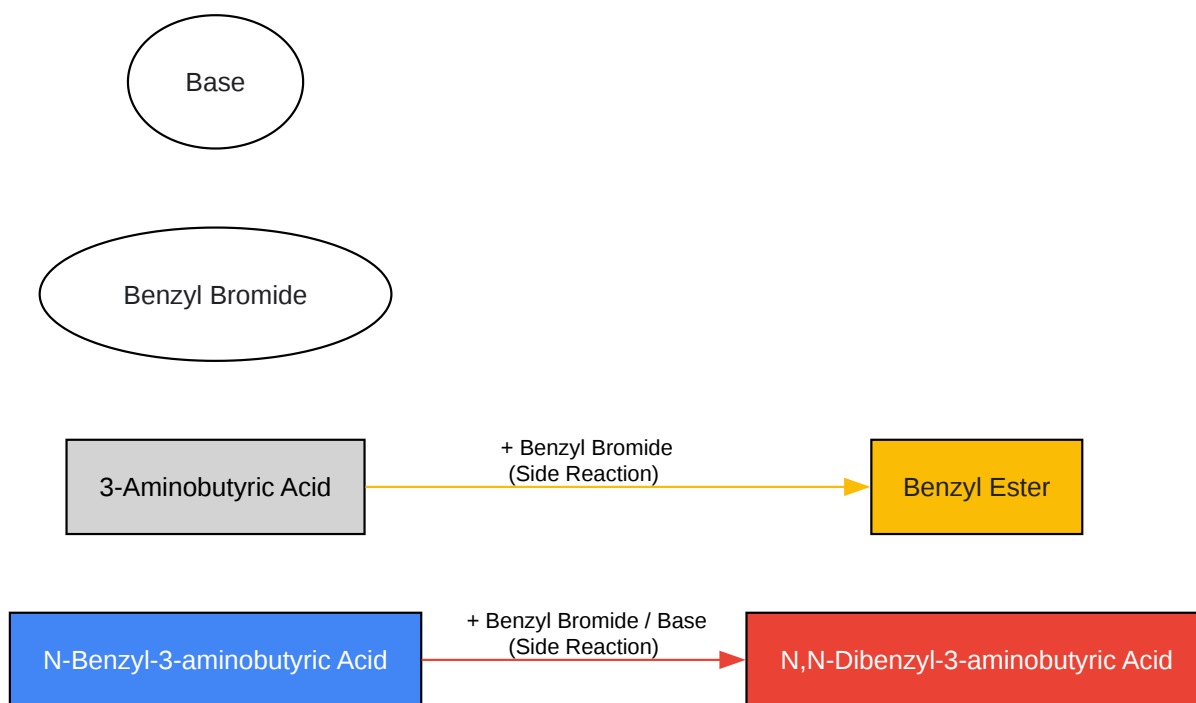 Base
Benzyl Bromide
3-Aminobutyric Acid
+ Benzyl Bromide
(Side Reaction)
Benzyl Ester
N-Benzyl-3-aminobutyric Acid
+ Benzyl Bromide / Base
(Side Reaction)
N,N-Dibenzyl-3-aminobutyric Acid